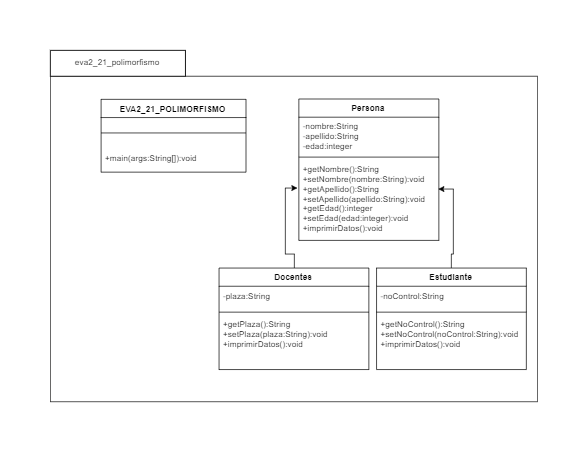 eva2_21_polimorfismo
EVA2_21_POLIMORFISMO
+main(args:String[]):void
Persona
-nombre:String
-apellido:String
-edad:integer
+getNombre():String
+setNombre(nombre:String):void
+getApellido():String
+setApellido(apellido:String):void
+getEdad():integer
+setEdad(edad:integer):void
+imprimirDatos():void
Docentes
-plaza:String
+getPlaza():String
+setPlaza(plaza:String):void
+imprimirDatos():void
Estudiante
-noControl:String
+getNoControl():String
+setNoControl(noControl:String):void
+imprimirDatos():void